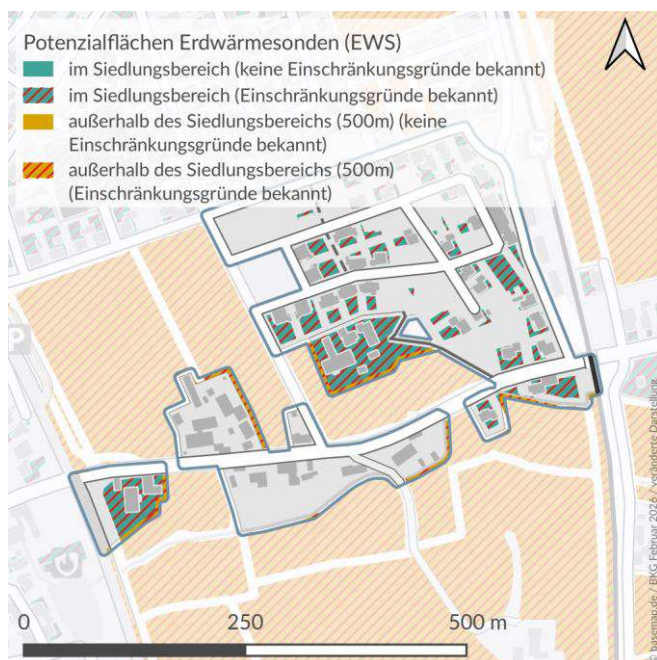 Potenzialflächen Erdwärmesonden (EWS)
im Siedlungsbereich (keine Einschränkungsgründe bekannt)
im Siedlungsbereich (Einschränkungsgründe bekannt)
außerhalb des Siedlungsbereichs (500m) (keine
Einschränkungsgründe bekannt)
außerhalb des Siedlungsbereichs (500m)
(Einschränkungsgründe bekannt)
P
0 250 500 m
© basemap.de / BKG Februar 2026 / veränderte Darstellung